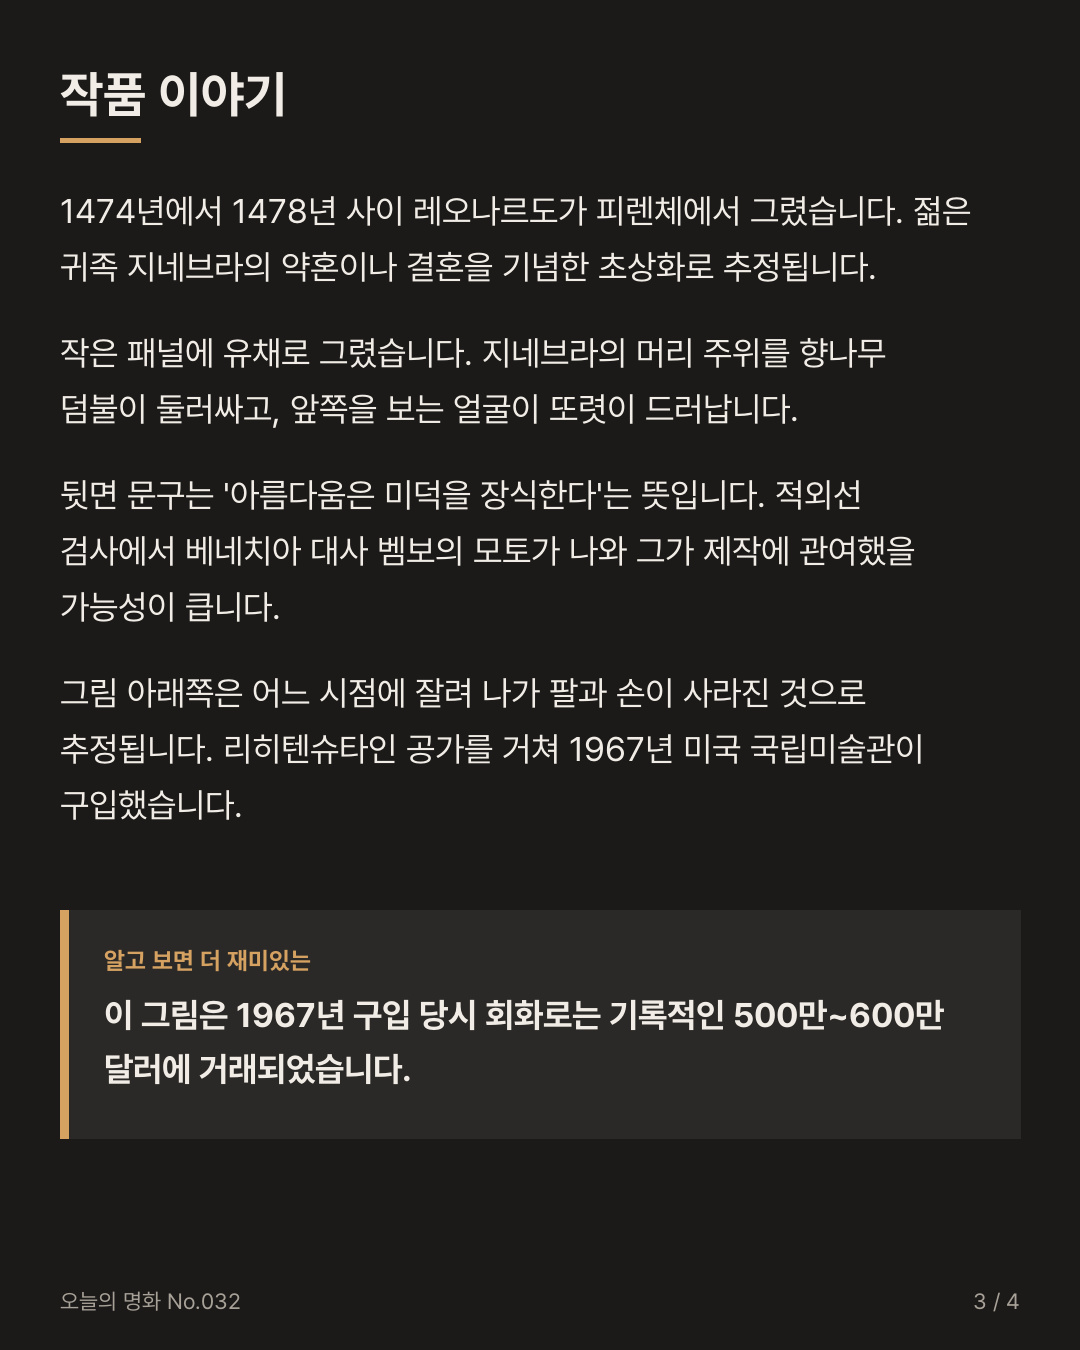 작품 이야기
1474년에서 1478년 사이 레오나르도가 피렌체에서 그렸습니다. 젊은
귀족 지네브라의 약혼이나 결혼을 기념한 초상화로 추정됩니다.
작은 패널에 유채로 그렸습니다. 지네브라의 머리 주위를 향나무
덤불이 둘러싸고, 앞쪽을 보는 얼굴이 또렷이 드러납니다.
뒷면 문구는 '아름다움은 미덕을 장식한다'는 뜻입니다. 적외선
검사에서 베네치아 대사 벰보의 모토가 나와 그가 제작에 관여했을
가능성이 큽니다.
그림 아래쪽은 어느 시점에 잘려 나가 팔과 손이 사라진 것으로
추정됩니다. 리히텐슈타인 공가를 거쳐 1967년 미국 국립미술관이
구입했습니다.
알고 보면 더 재미있는
이 그림은 1967년 구입 당시 회화로는 기록적인 500만~600만
달러에 거래되었습니다.
오늘의 명화 No.032
3 / 4